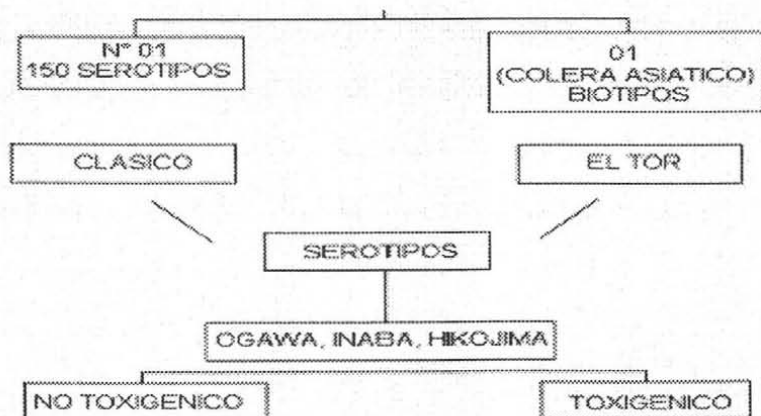 N° 01
150 SEROTIPOS
01
(COLERA ASIATICO)
BIOTIPOS
CLASICO
EL TOR
SEROTIPOS
OGAWA, INABA, HIKOJIMA
NO TOXIGENICO
TOXIGENICO